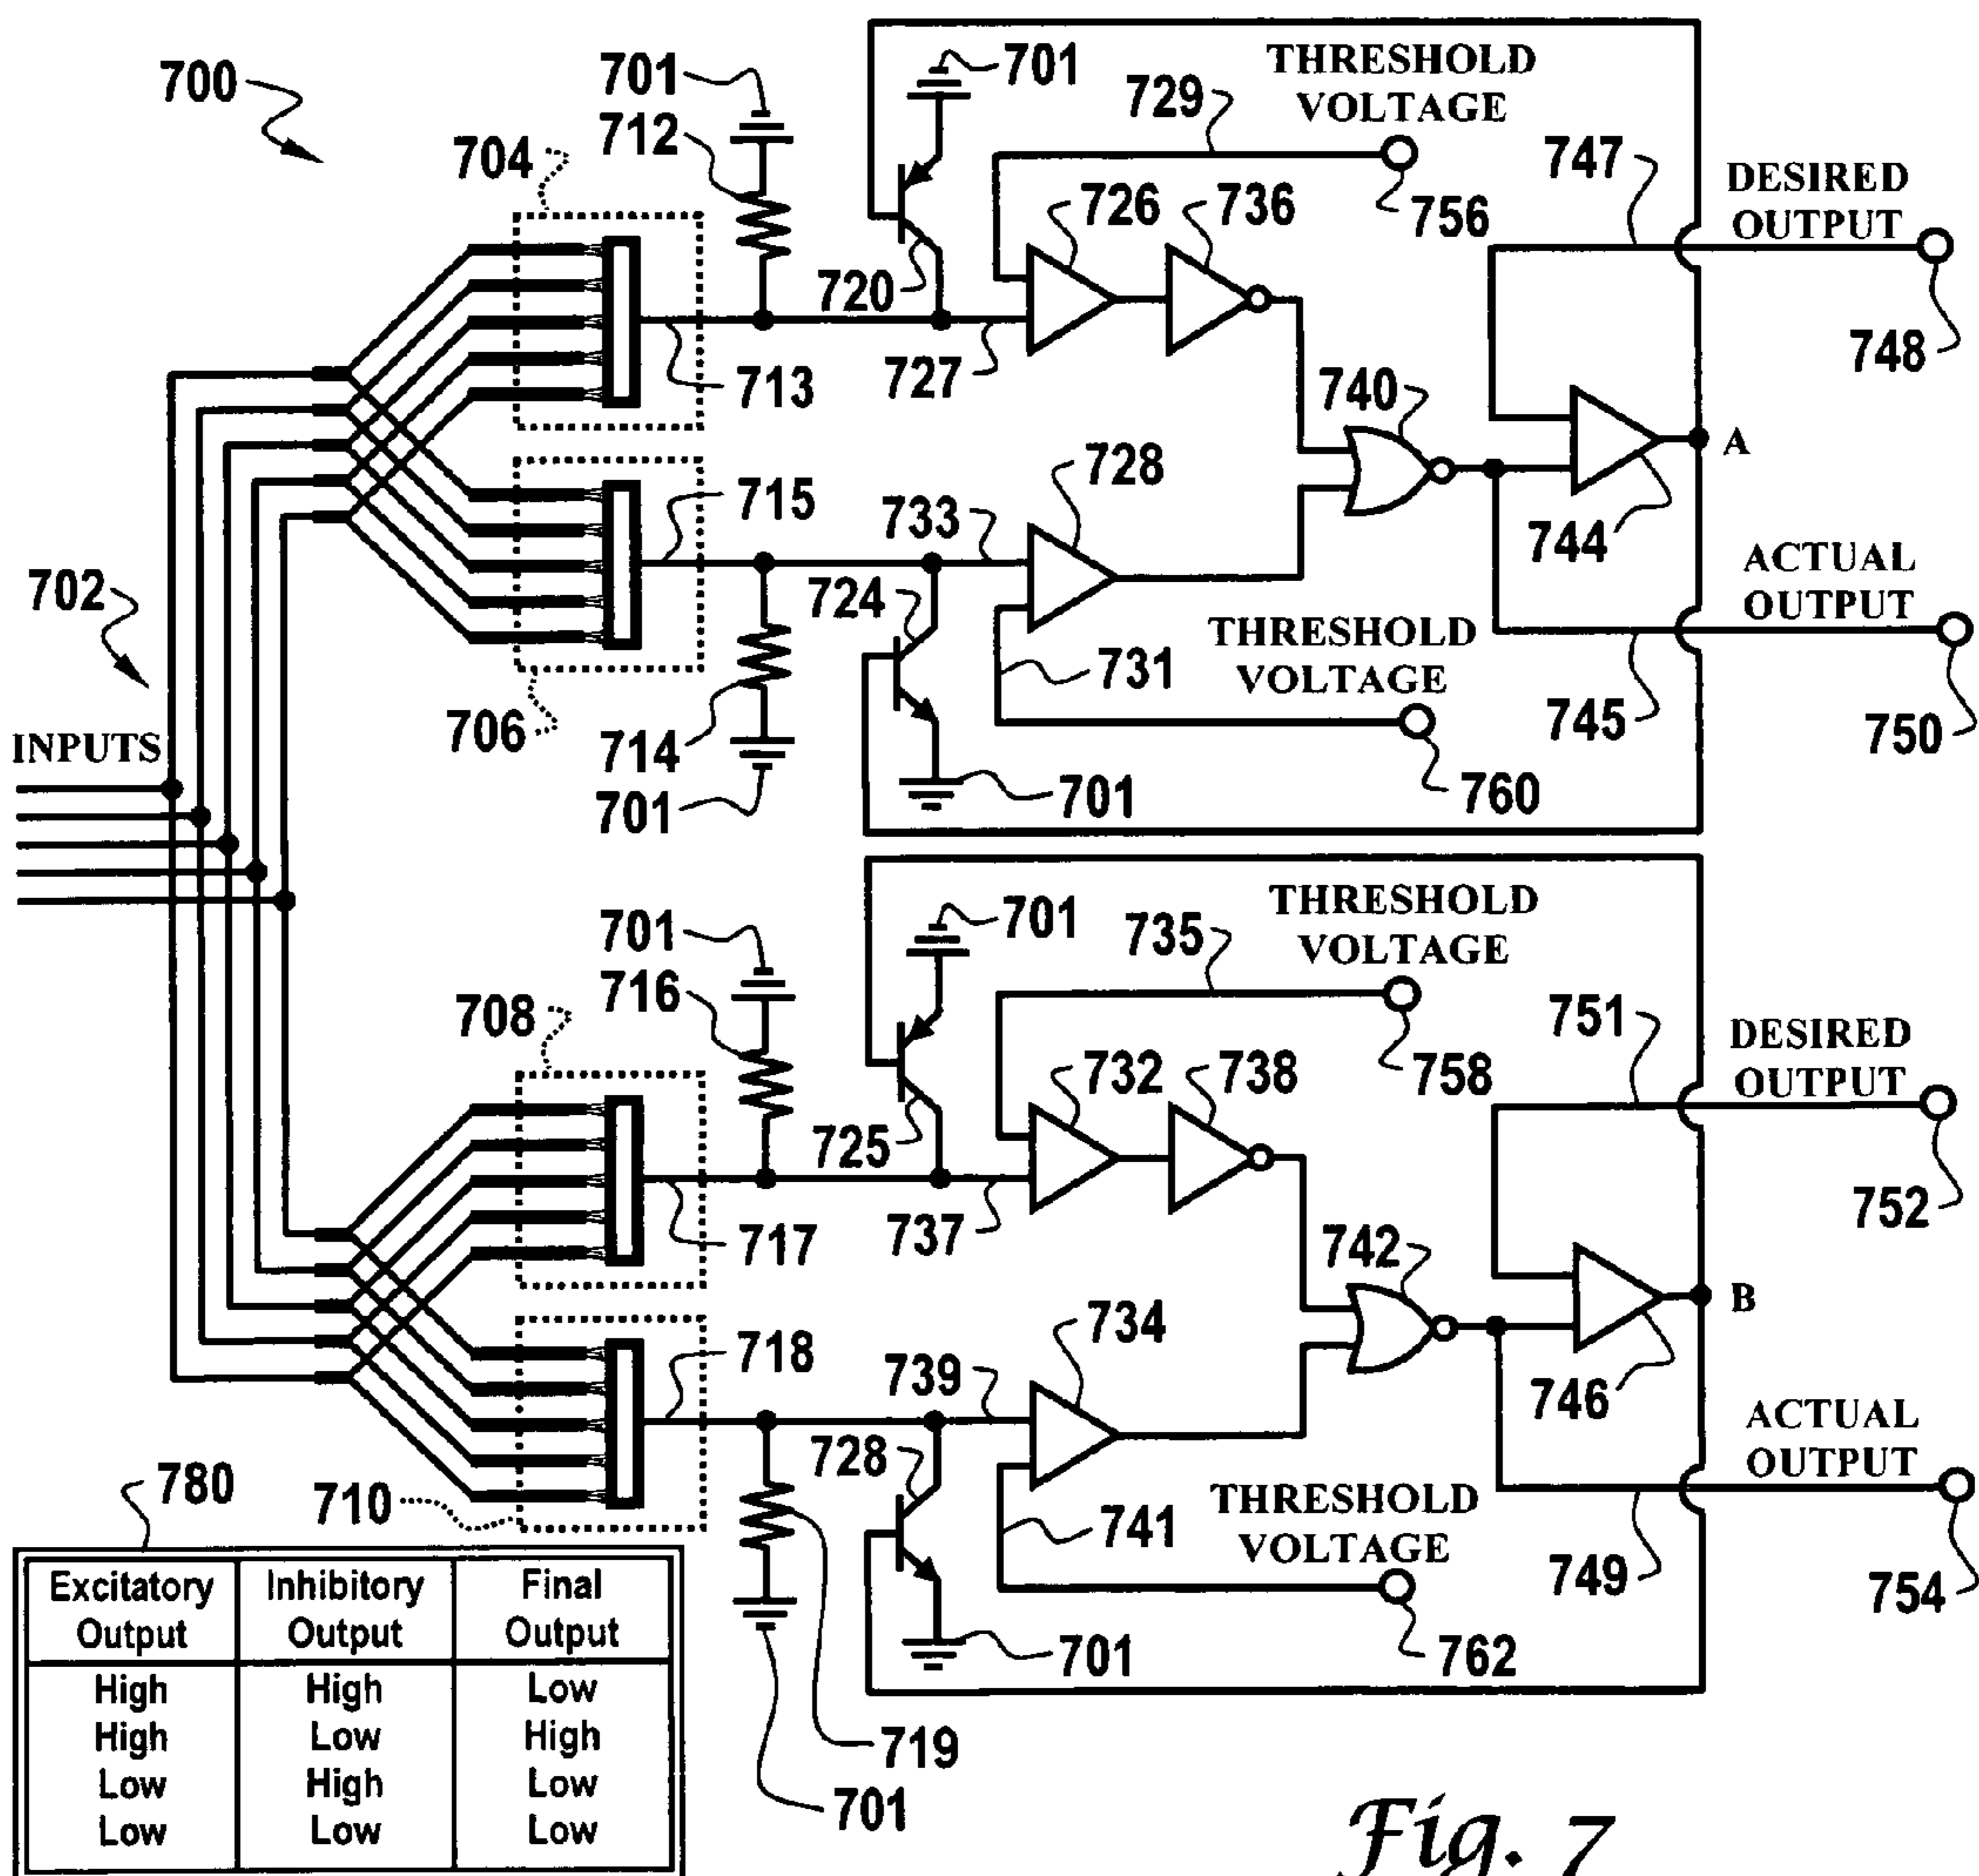 700
701
712
704
701
THRESHOLD
VOLTAGE
729
747
DESIRED
OUTPUT
726
736
756
720
748
713
727
740
A
728
715
733
744
702
724
ACTUAL
OUTPUT
THRESHOLD
VOLTAGE
731
706
714
745
750
INPUTS
701
701
760
701
716
701
735
THRESHOLD
VOLTAGE
708
751
DESIRED
OUTPUT
732
738
758
725
752
717
737
742
B
734
718
739
746
ACTUAL
OUTPUT
728
780
710
THRESHOLD
VOLTAGE
741
749
754
Excitatory Output
Inhibitory Output
Final Output
High High Low
High Low High
Low High Low
Low Low Low
701
762
719
701
Fig. 7